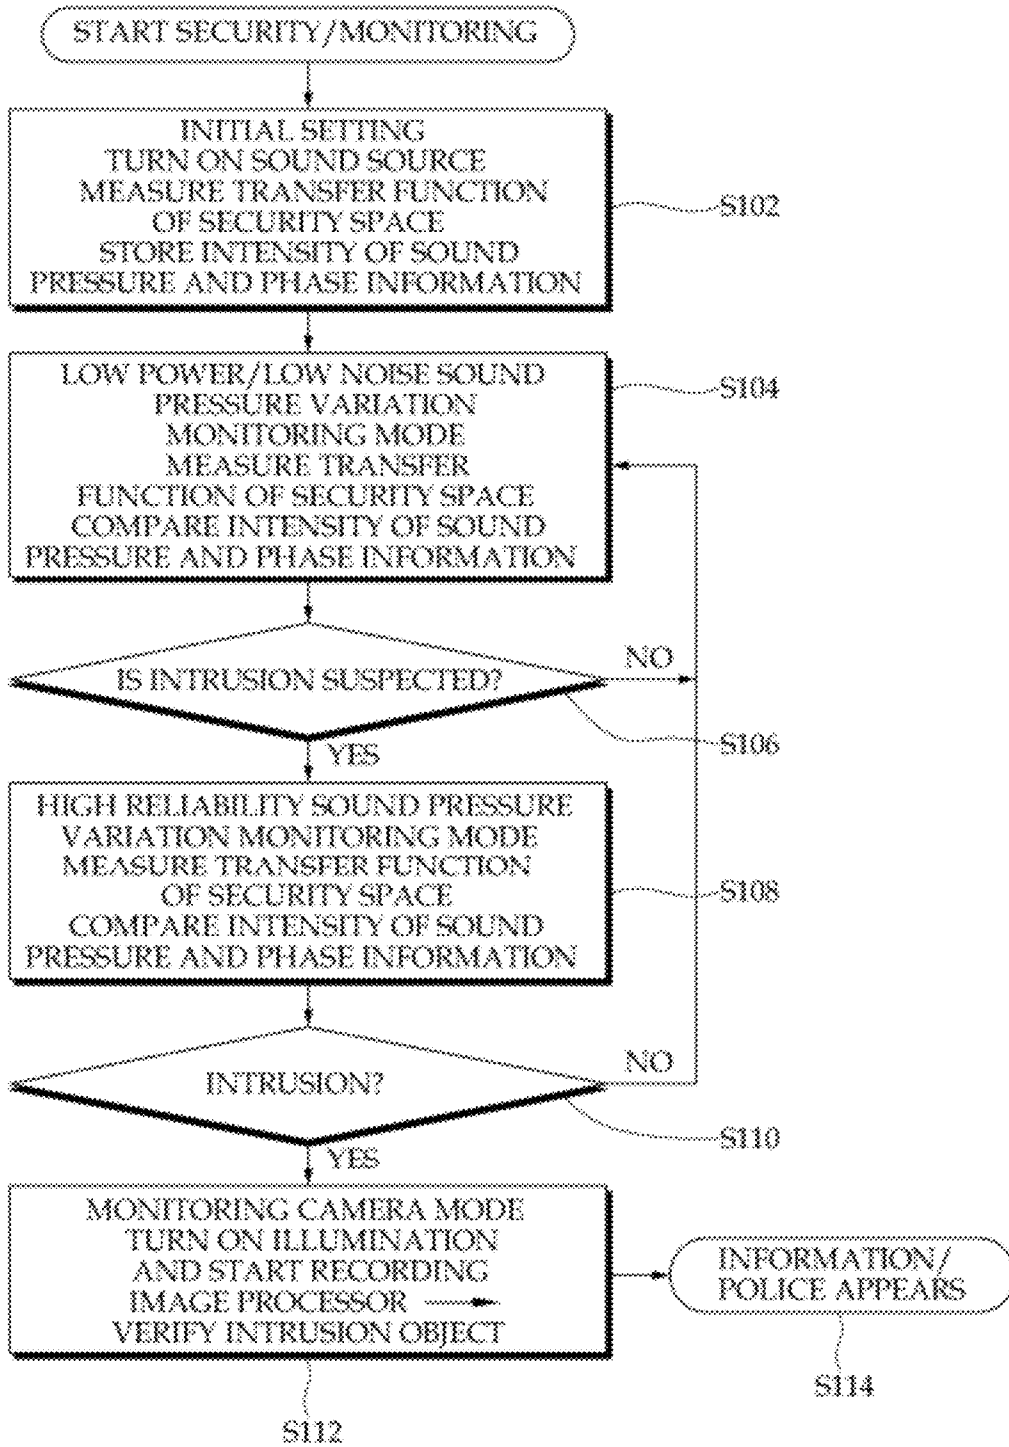 START SECURITY/MONITORING
INITIAL SETTING
TURN ON SOUND SOURCE
MEASURE TRANSFER FUNCTION
OF SECURITY SPACE
STORE INTENSITY OF SOUND
PRESSURE AND PHASE INFORMATION
S102
LOW POWER/LOW NOISE SOUND
PRESSURE VARIATION
MONITORING MODE
MEASURE TRANSFER
FUNCTION OF SECURITY SPACE
COMPARE INTENSITY OF SOUND
PRESSURE AND PHASE INFORMATION
S104
IS INTRUSION SUSPECTED?
NO
S106
YES
HIGH RELIABILITY SOUND PRESSURE
VARIATION MONITORING MODE
MEASURE TRANSFER FUNCTION
OF SECURITY SPACE
COMPARE INTENSITY OF SOUND
PRESSURE AND PHASE INFORMATION
S108
INTRUSION?
NO
S110
YES
MONITORING CAMERA MODE
TURN ON ILLUMINATION
AND START RECORDING
IMAGE PROCESSOR →
VERIFY INTRUSION OBJECT
S112
INFORMATION/
POLICE APPEARS
S114